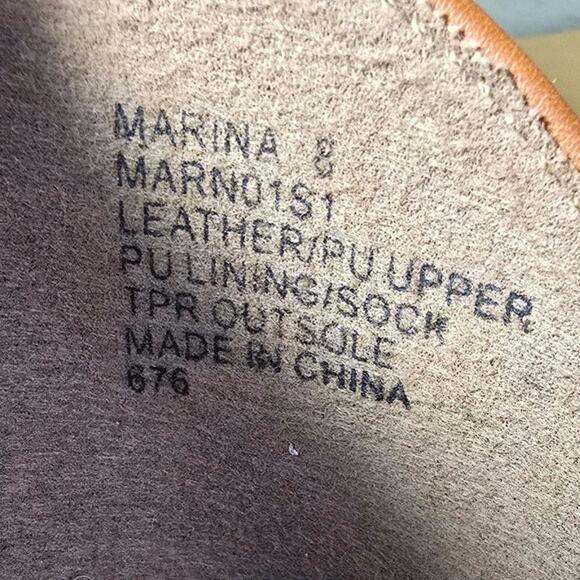 MARINA 8
MARN01S1
LEATHER/PU UPPER
PU LINING/SOCK
TPR OUTSOLE
MADE IN CHINA
676